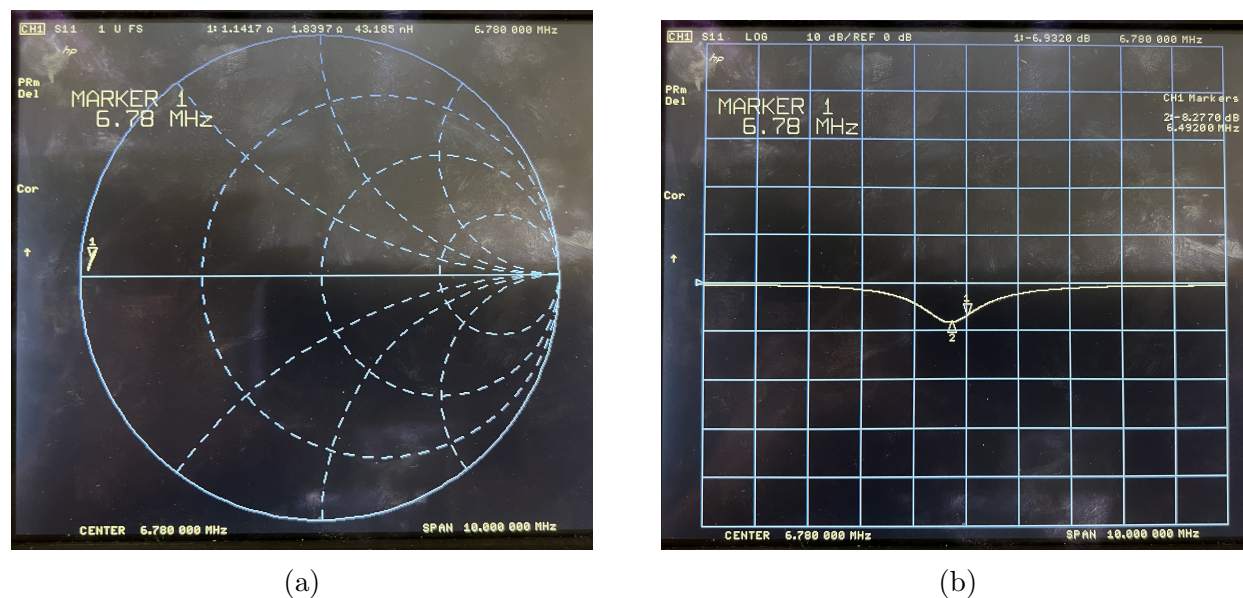 CH1 S11 1 U FS 1: 1.1417 Ω 1.8397 Ω 43.185 nH 6.780 000 MHz
hp
PRm
Del
MARKER 1
6.78 MHz
Cor
↑
1
CENTER 6.780 000 MHz SPAN 10.000 000 MHz
(a)
CH1 S11 LOG 10 dB/REF 0 dB 1:-6.9320 dB 6.780 000 MHz
hp
PRm
Del
CH1 Markers
MARKER 1
6.78 MHz
2:-8.2770 dB
6.49200 MHz
Cor
↑
1
2
CENTER 6.780 000 MHz SPAN 10.000 000 MHz
(b)